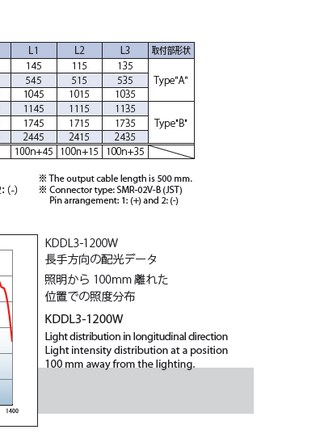 L1 L2 L3 取付部形状
145 115 135
545 515 535 Type"A"
1045 1015 1035
1145 1115 1135
1745 1715 1735 Type"B"
2445 2415 2435
100n+45 100n+15 100n+35
※ The output cable length is 500 mm.
: (-) ※ Connector type: SMR-02V-B (JST)
Pin arrangement: 1: (+) and 2: (-)
KDDL3-1200W
長手方向の配光データ
照明から 100mm 離れた
位置での照度分布
KDDL3-1200W
Light distribution in longitudinal direction
Light intensity distribution at a position
100 mm away from the lighting.
1400